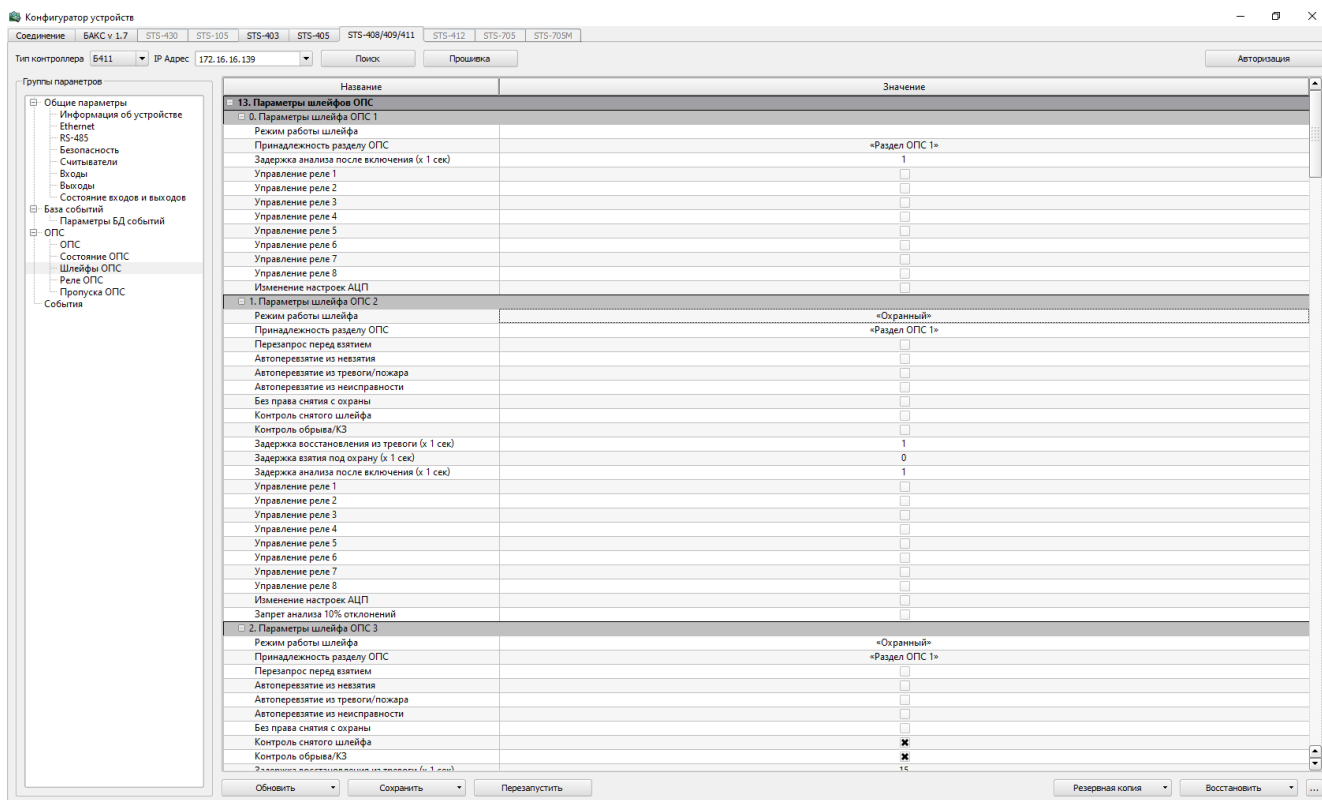 Конфигуратор устройств
Соединение БАКС v 1.7 STS-430 STS-105 STS-403 STS-405 STS-408/409/411 STS-412 STS-705 STS-705M
Тип контроллера Б411 IP Адрес 172.16.16.139 Поиск Прошивка Авторизация
Группы параметров
Общие параметры
Информация об устройстве
Ethernet
RS-485
Безопасность
Считыватели
Входы
Выходы
Состояние входов и выходов
База событий
Параметры БД событий
ОПС
ОПС
Состояние ОПС
Шлейфы ОПС
Реле ОПС
Пропуска ОПС
События
Название Значение
13. Параметры шлейфов ОПС
0. Параметры шлейфа ОПС 1
Режим работы шлейфа
Принадлежность разделу ОПС «Раздел ОПС 1»
Задержка анализа после включения (x 1 сек) 1
Управление реле 1
Управление реле 2
Управление реле 3
Управление реле 4
Управление реле 5
Управление реле 6
Управление реле 7
Управление реле 8
Изменение настроек АЦП
1. Параметры шлейфа ОПС 2
Режим работы шлейфа «Охранный»
Принадлежность разделу ОПС «Раздел ОПС 1»
Перезапрос перед взятием
Автоперевзятие из невзятия
Автоперевзятие из тревоги/пожара
Автоперевзятие из неисправности
Без права снятия с охраны
Контроль снятого шлейфа
Контроль обрыва/КЗ
Задержка восстановления из тревоги (x 1 сек) 1
Задержка взятия под охрану (x 1 сек) 0
Задержка анализа после включения (x 1 сек) 1
Управление реле 1
Управление реле 2
Управление реле 3
Управление реле 4
Управление реле 5
Управление реле 6
Управление реле 7
Управление реле 8
Изменение настроек АЦП
Запрет анализа 10% отклонений
2. Параметры шлейфа ОПС 3
Режим работы шлейфа «Охранный»
Принадлежность разделу ОПС «Раздел ОПС 1»
Перезапрос перед взятием
Автоперевзятие из невзятия
Автоперевзятие из тревоги/пожара
Автоперевзятие из неисправности
Без права снятия с охраны
Контроль снятого шлейфа
Контроль обрыва/КЗ
Задержка восстановления из тревоги (x 1 сек) 15
Обновить Сохранить Перезапустить Резервная копия Восстановить ...